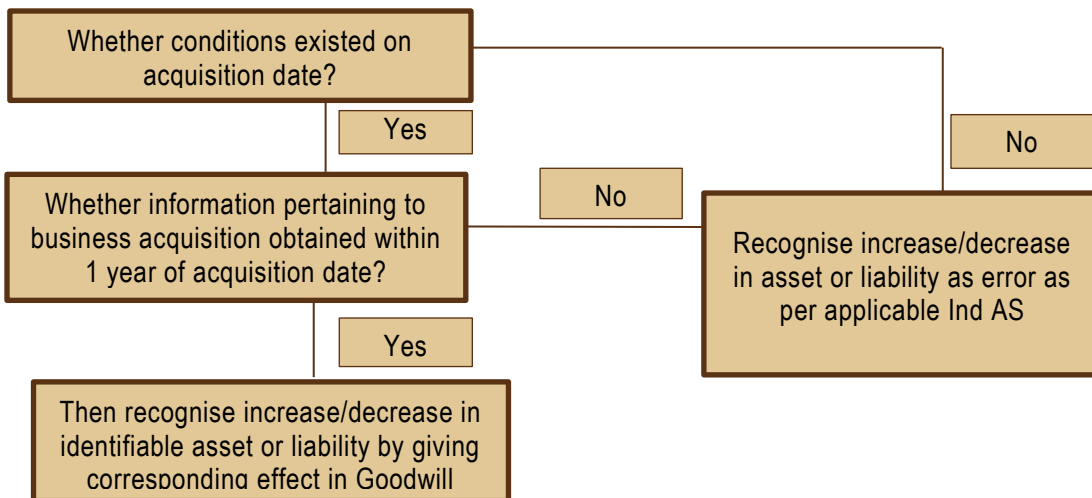 Whether conditions existed on
acquisition date?
Yes
No
Whether information pertaining to
business acquisition obtained within
1 year of acquisition date?
No
Recognise increase/decrease
in asset or liability as error as
per applicable Ind AS
Yes
Then recognise increase/decrease in
identifiable asset or liability by giving
corresponding effect in Goodwill